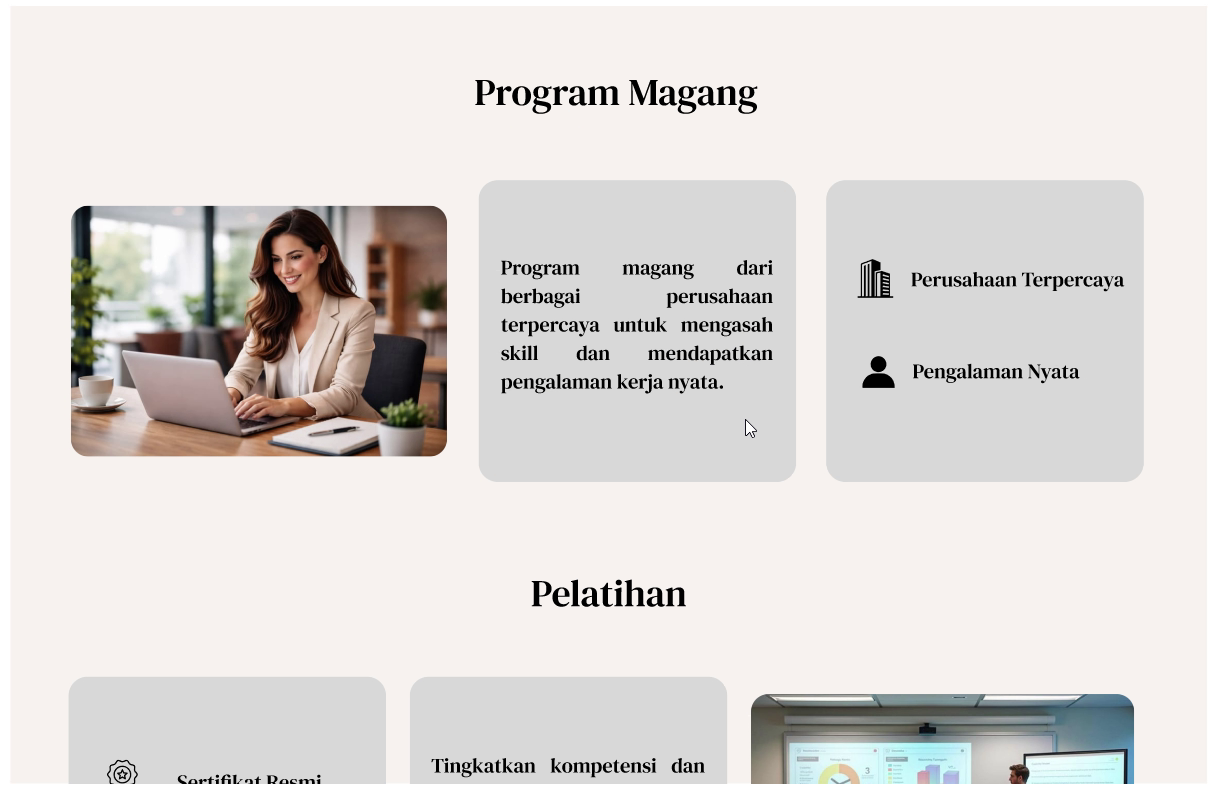 Program Magang
Program magang dari
berbagai perusahaan
terpercaya untuk mengasah
skill dan mendapatkan
pengalaman kerja nyata.
Perusahaan Terpercaya
Pengalaman Nyata
Pelatihan
Sertifikat Resmi
Tingkatkan kompetensi dan